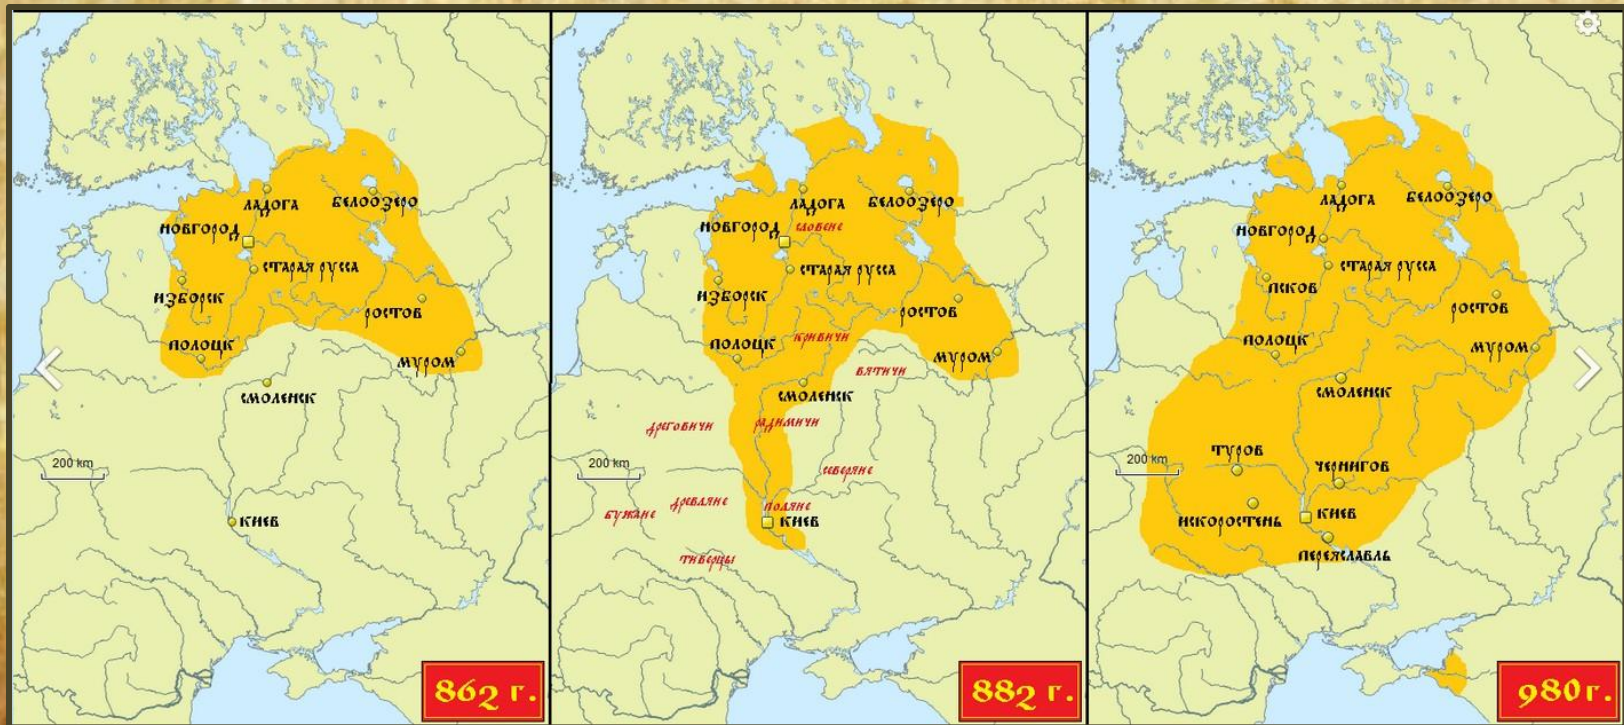 ЛАДОГА
БЕЛООЗЕРО
НОВГОРОД
СТАРАЯ РУССА
ИЗБОРСК
РОСТОВ
ПОЛОЦК
МУРОМ
СМОЛЕНСК
200 km
КИЕВ
862 г.
ЛАДОГА
БЕЛООЗЕРО
НОВГОРОД
СЛОВЕНЕ
СТАРАЯ РУССА
ИЗБОРСК
РОСТОВ
КРИВИЧИ
ПОЛОЦК
МУРОМ
ВЯТИЧИ
СМОЛЕНСК
ДРЕГОВИЧИ
РАДИМИЧИ
200 km
СЕВЕРЯНЕ
ДРЕВЛЯНЕ
ПОЛЯНЕ
БУЖАНЕ
КИЕВ
ТИВЕРЦЫ
882 г.
ЛАДОГА
БЕЛООЗЕРО
НОВГОРОД
СТАРАЯ РУССА
ПСКОВ
РОСТОВ
ПОЛОЦК
МУРОМ
СМОЛЕНСК
ТУРОВ
200 km
ЧЕРНИГОВ
ИСКОРОСТЕНЬ
КИЕВ
ПЕРЕЯСЛАВЛЬ
980 г.